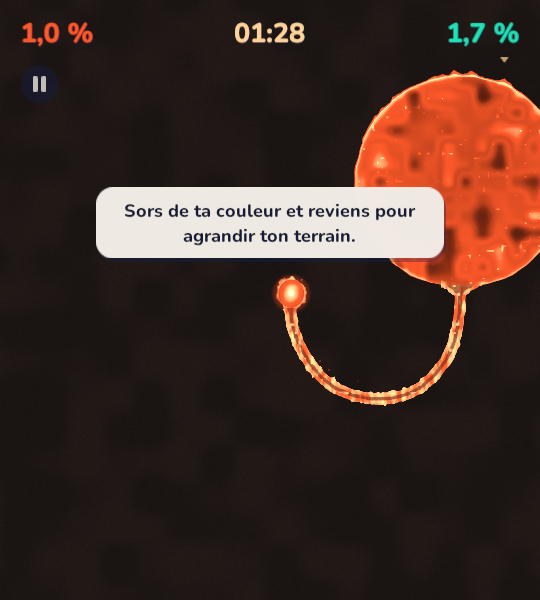 1,0 %
01:28
1,7 %
Sors de ta couleur et reviens pour
agrandir ton terrain.